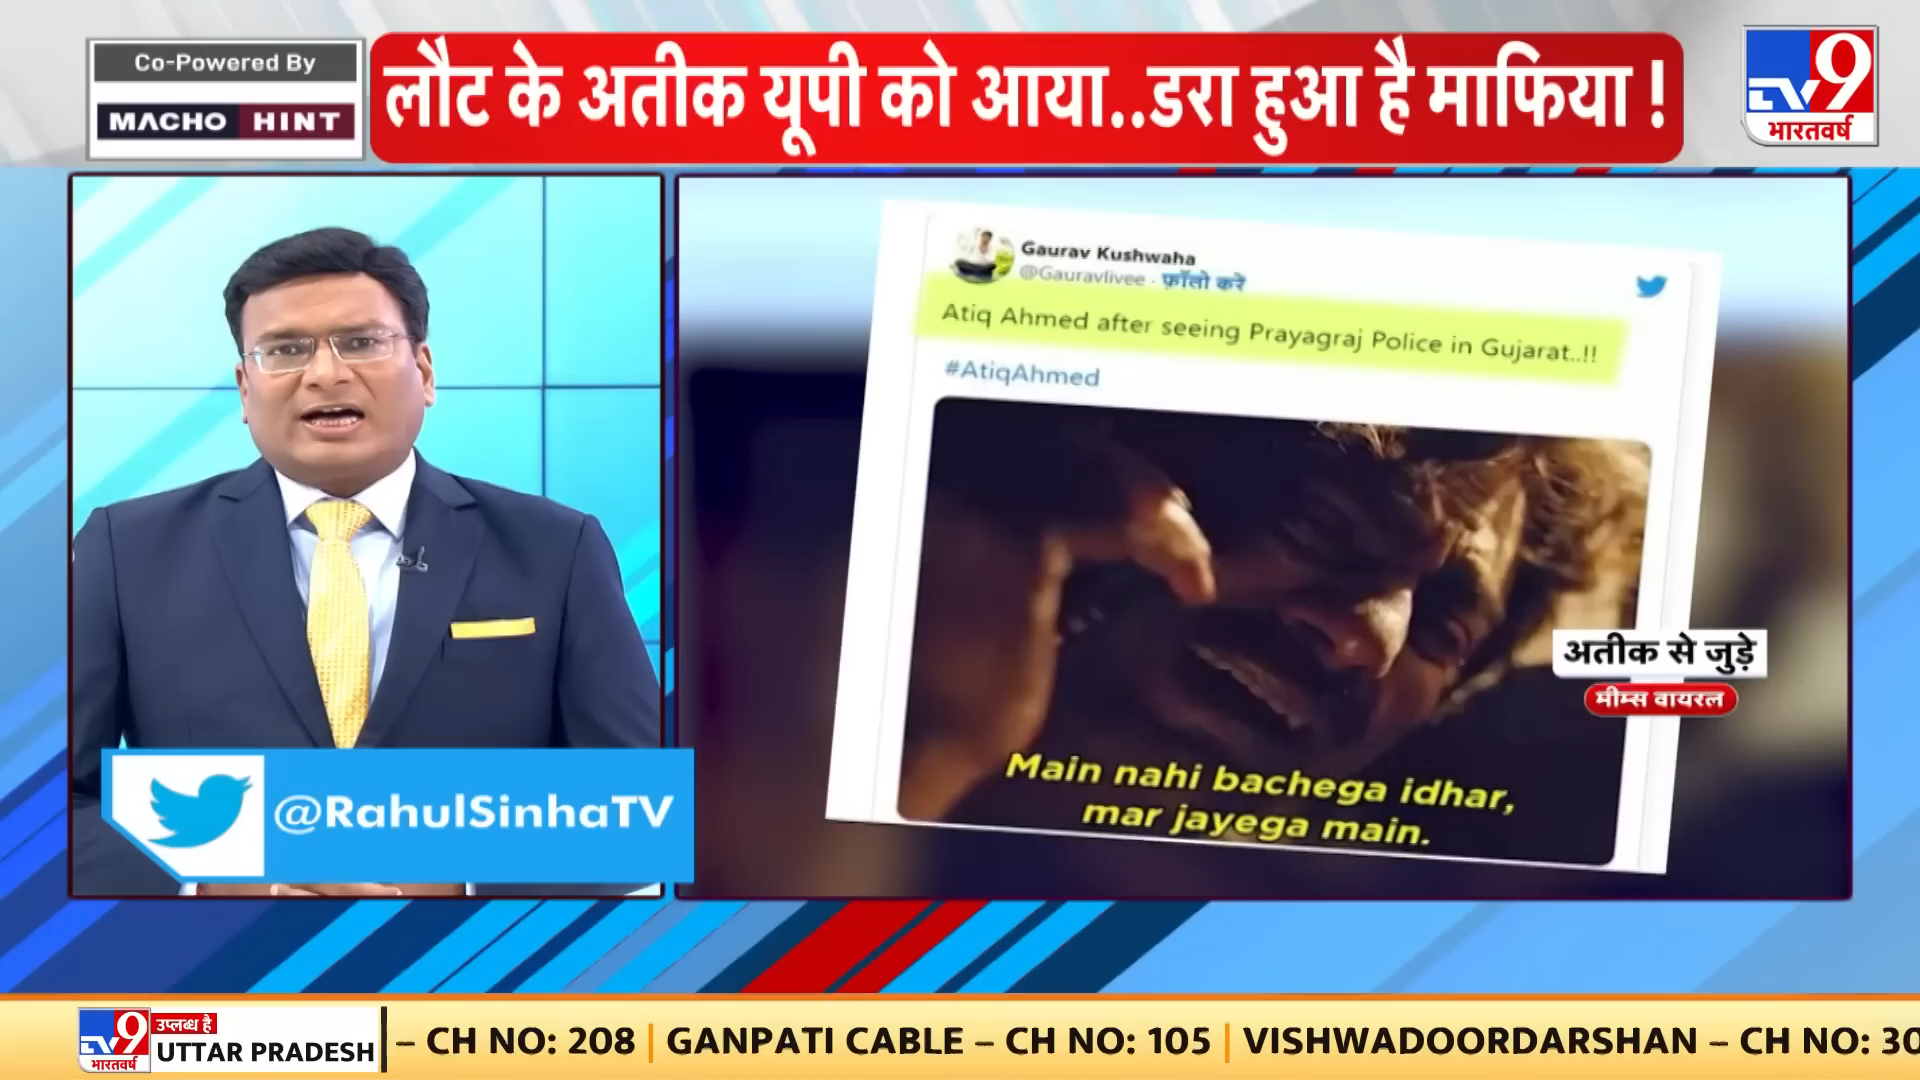 Co-Powered By
MACHO HINT
लौट के अतीक यूपी को आया..डरा हुआ है माफिया !
TV9
भारतवर्ष
Gaurav Kushwaha
@Gauravlivee · फ़ॉलो करें
Atiq Ahmed after seeing Prayagraj Police in Gujarat..!!
#AtiqAhmed
Main nahi bachega idhar,
mar jayega main.
अतीक से जुड़े
मीम्स वायरल
@RahulSinhaTV
TV9
भारतवर्ष
उप्लब्ध है
UTTAR PRADESH
– CH NO: 208 | GANPATI CABLE – CH NO: 105 | VISHWADOORDARSHAN – CH NO: 30